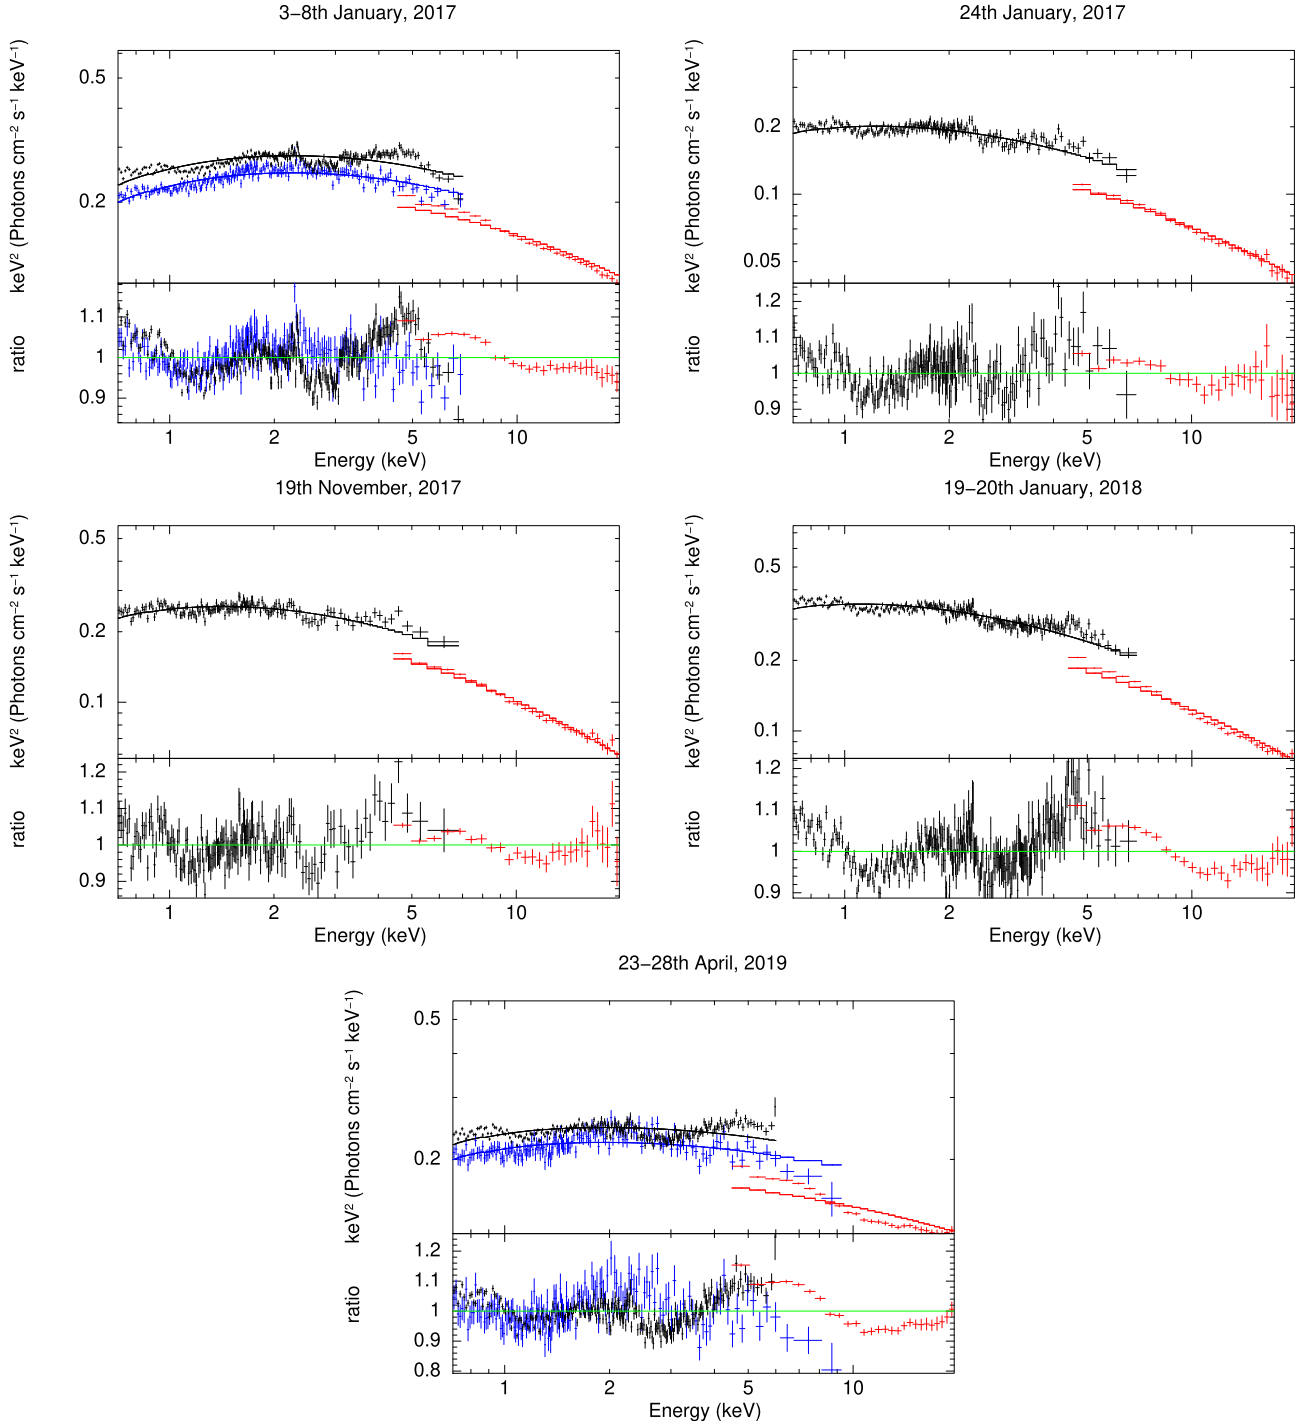 3−8th January, 2017
keV² (Photons cm⁻² s⁻¹ keV⁻¹)
0.5
0.2
ratio
1.1
1
0.9
1 2 5 10
Energy (keV)
24th January, 2017
keV² (Photons cm⁻² s⁻¹ keV⁻¹)
0.2
0.1
0.05
ratio
1.2
1.1
1
0.9
1 2 5 10
Energy (keV)
19th November, 2017
keV² (Photons cm⁻² s⁻¹ keV⁻¹)
0.5
0.2
0.1
ratio
1.2
1.1
1
0.9
1 2 5 10
Energy (keV)
19−20th January, 2018
keV² (Photons cm⁻² s⁻¹ keV⁻¹)
0.5
0.2
0.1
ratio
1.2
1.1
1
0.9
1 2 5 10
Energy (keV)
23−28th April, 2019
keV² (Photons cm⁻² s⁻¹ keV⁻¹)
0.5
0.2
ratio
1.2
1.1
1
0.9
0.8
1 2 5 10
Energy (keV)